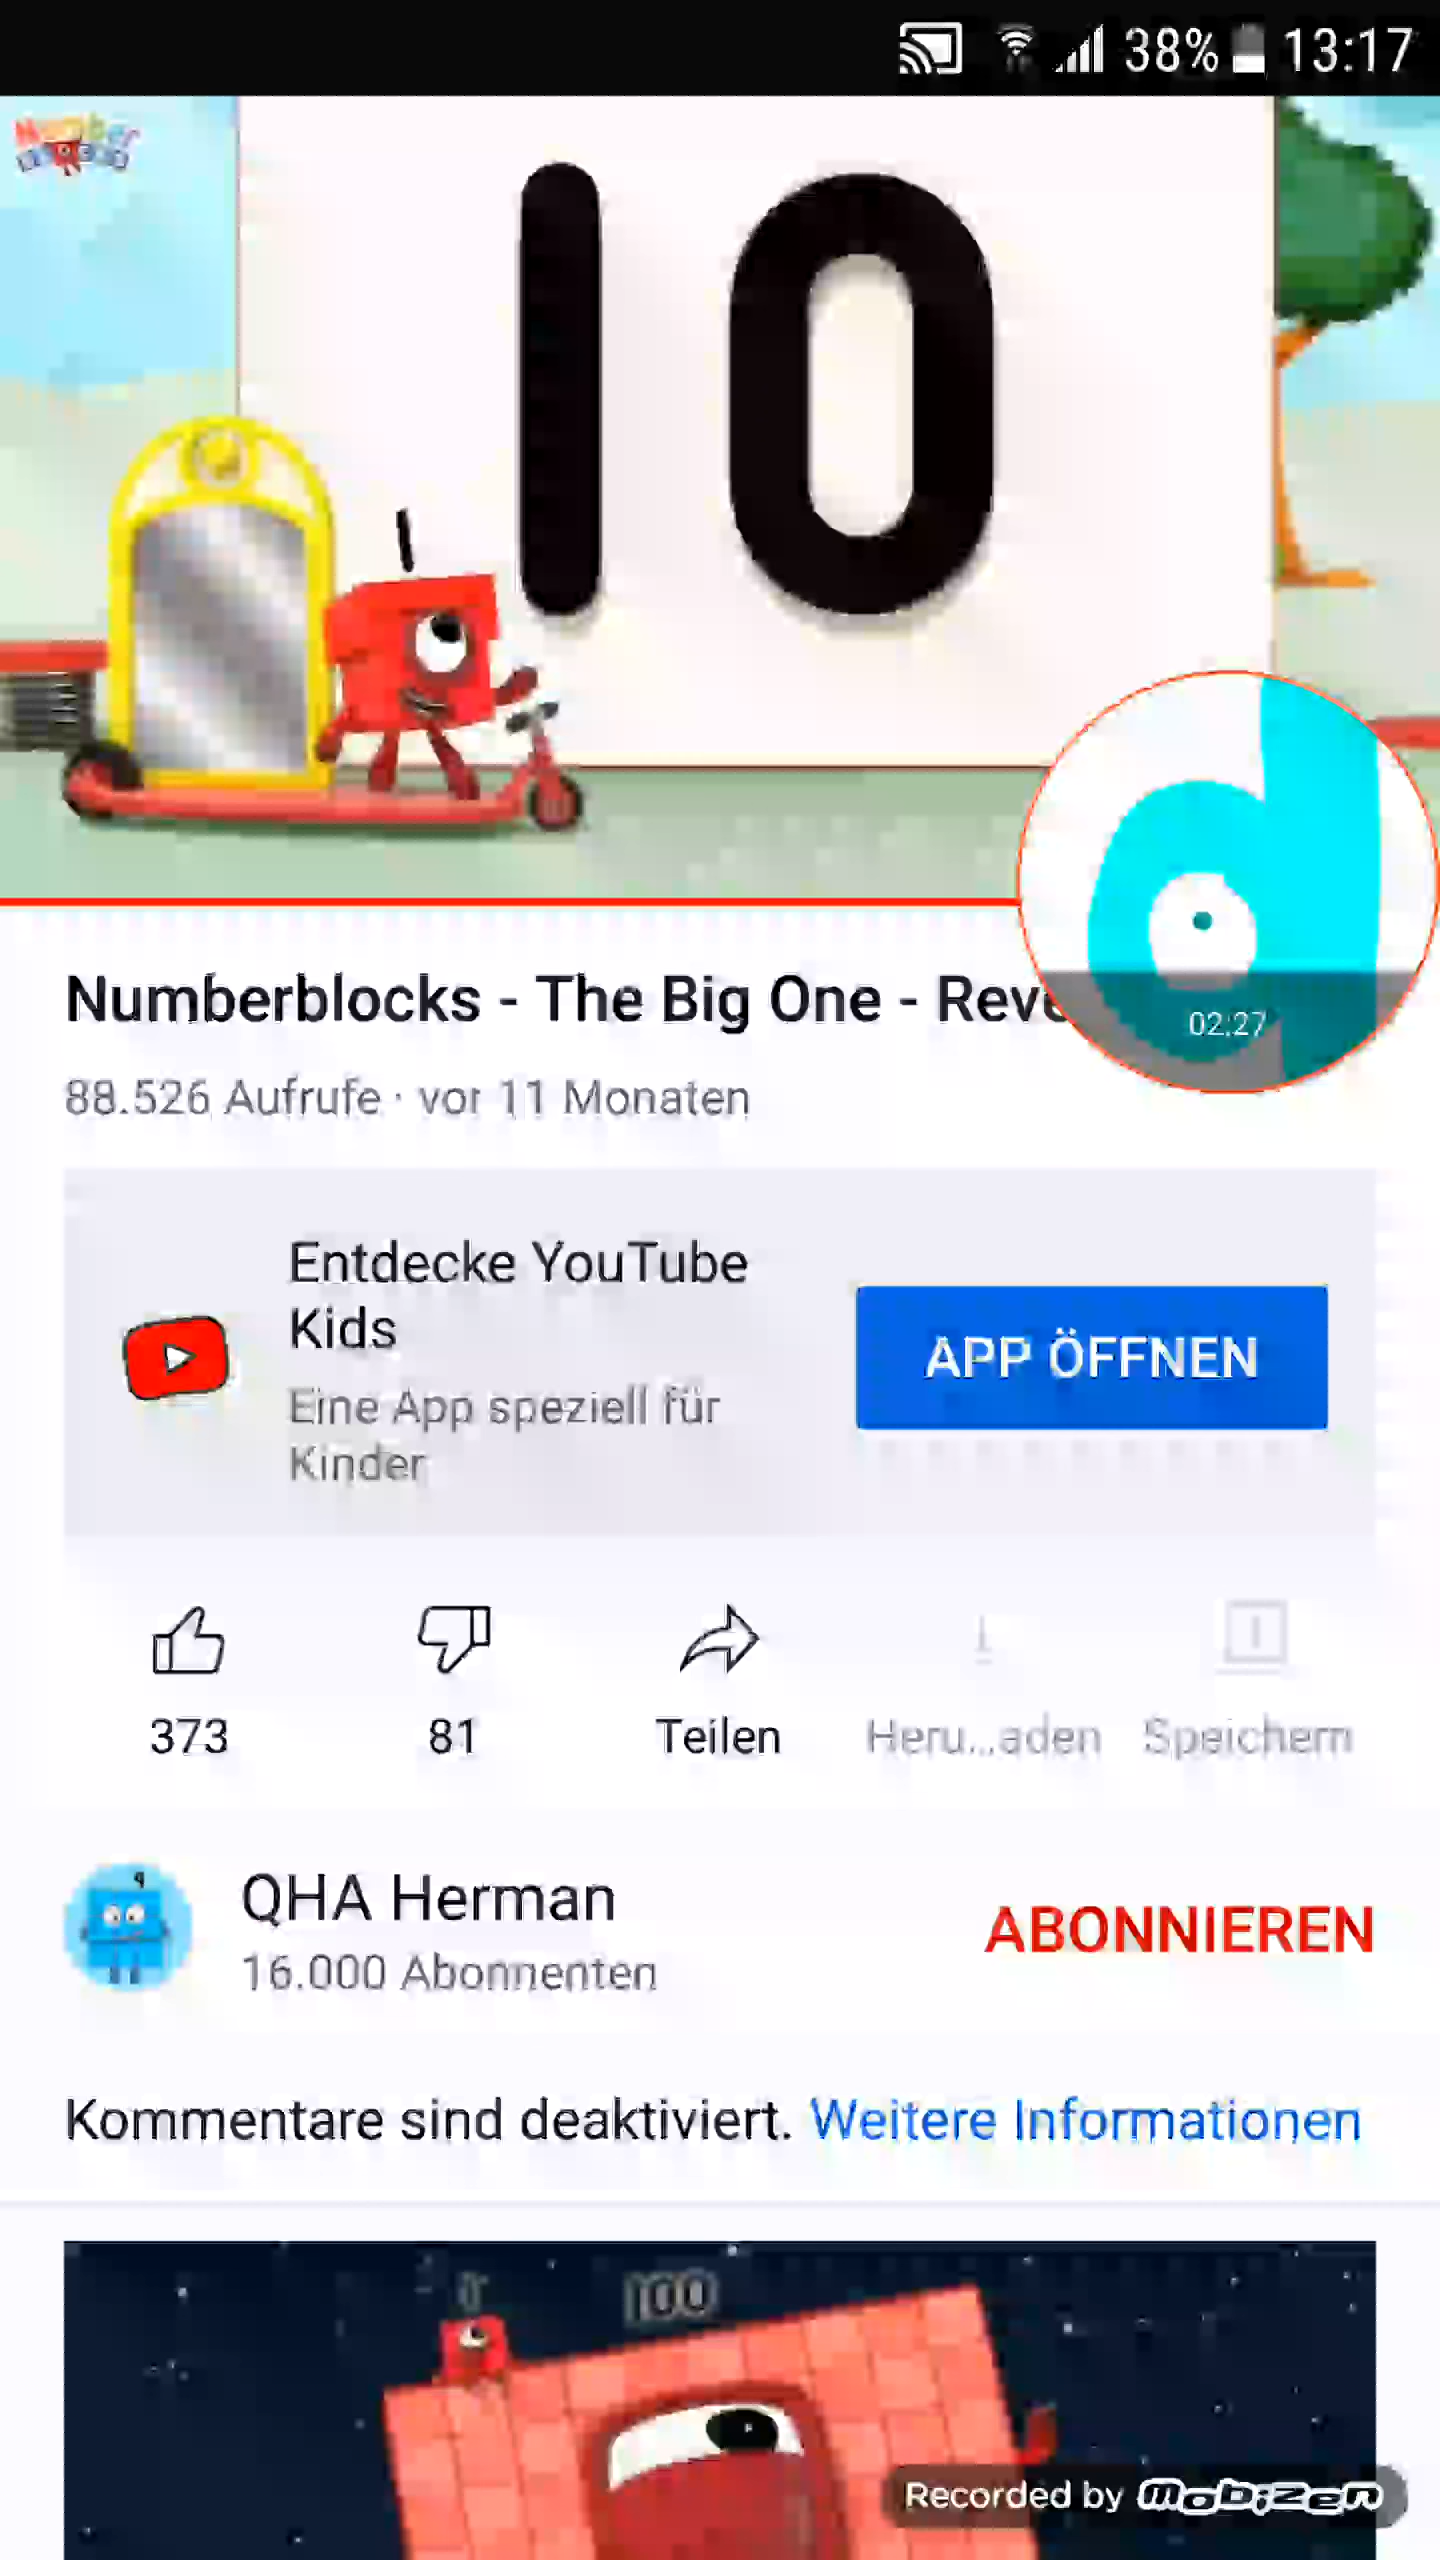 38% 13:17
Number
10
Numberblocks - The Big One - Reve
02:27
88.526 Aufrufe · vor 11 Monaten
Entdecke YouTube
Kids
Eine App speziell für
Kinder
APP ÖFFNEN
373 81 Teilen Heru...aden Speichern
QHA Herman
16.000 Abonnenten
ABONNIEREN
Kommentare sind deaktiviert. Weitere Informationen
100
Recorded by mobizen